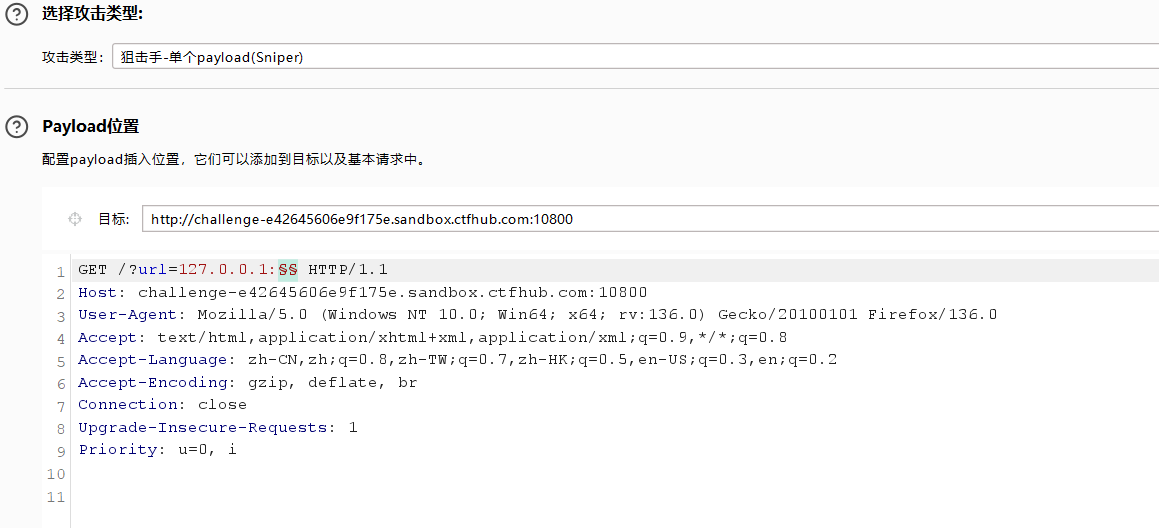 选择攻击类型:
攻击类型: 狙击手-单个payload(Sniper)
Payload位置
配置payload插入位置，它们可以添加到目标以及基本请求中。
目标: http://challenge-e42645606e9f175e.sandbox.ctfhub.com:10800
1 GET /?url=127.0.0.1:§§ HTTP/1.1
2 Host: challenge-e42645606e9f175e.sandbox.ctfhub.com:10800
3 User-Agent: Mozilla/5.0 (Windows NT 10.0; Win64; x64; rv:136.0) Gecko/20100101 Firefox/136.0
4 Accept: text/html,application/xhtml+xml,application/xml;q=0.9,*/*;q=0.8
5 Accept-Language: zh-CN,zh;q=0.8,zh-TW;q=0.7,zh-HK;q=0.5,en-US;q=0.3,en;q=0.2
6 Accept-Encoding: gzip, deflate, br
7 Connection: close
8 Upgrade-Insecure-Requests: 1
9 Priority: u=0, i
10
11